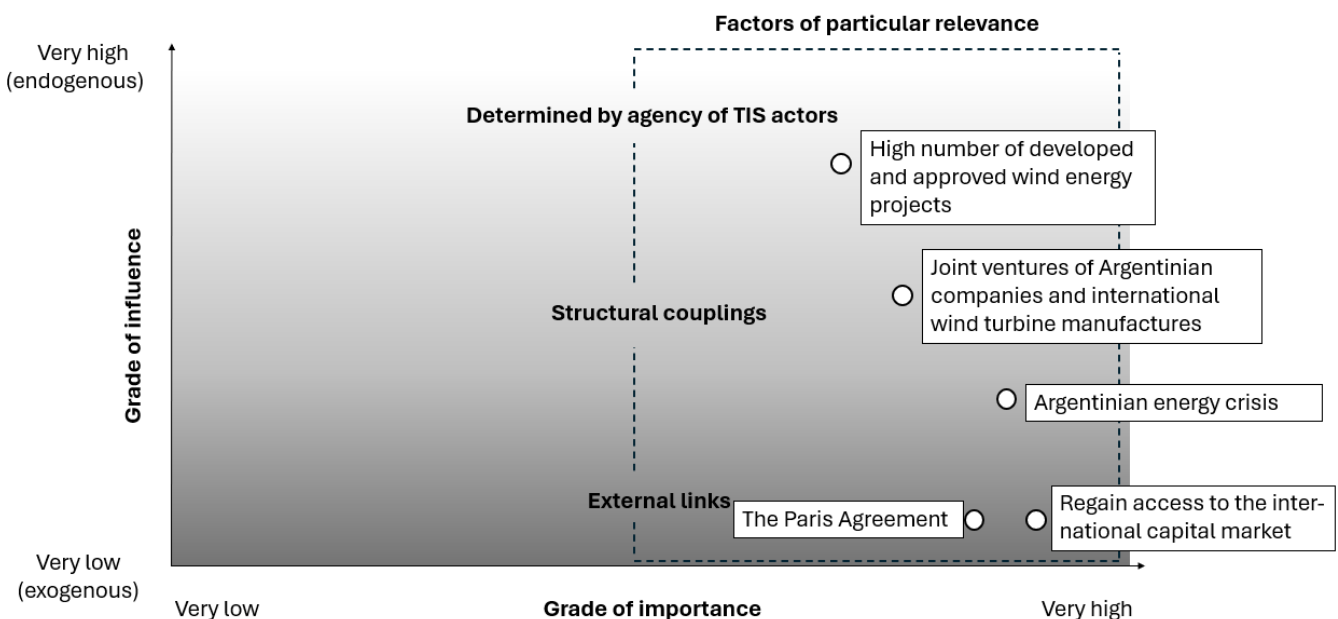 Factors of particular relevance
Very high
(endogenous)
Determined by agency of TIS actors
High number of developed
and approved wind energy
projects
Joint ventures of Argentinian
companies and international
wind turbine manufactures
Structural couplings
Grade of influence
Argentinian energy crisis
External links
The Paris Agreement
Regain access to the inter-
national capital market
Very low
(exogenous)
Very low
Grade of importance
Very high